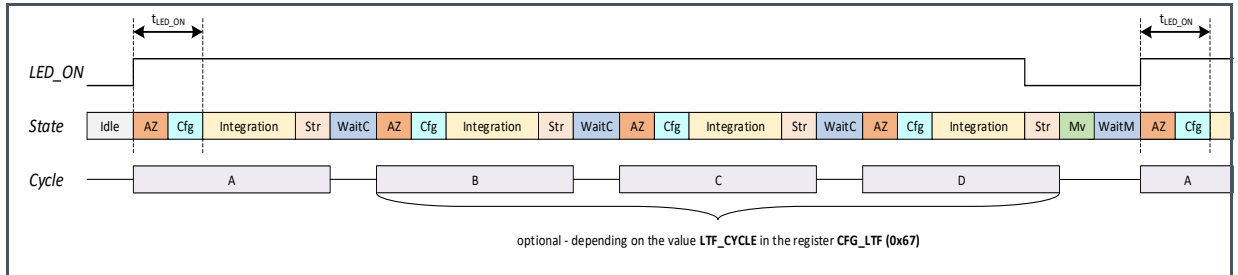 tLED_ON tLED_ON
LED_ON
State Idle AZ Cfg Integration Str WaitC AZ Cfg Integration Str WaitC AZ Cfg Integration Str WaitC AZ Cfg Integration Str Mv WaitM AZ Cfg
Cycle A B C D A
optional - depending on the value LTF_CYCLE in the register CFG_LTF (0x67)